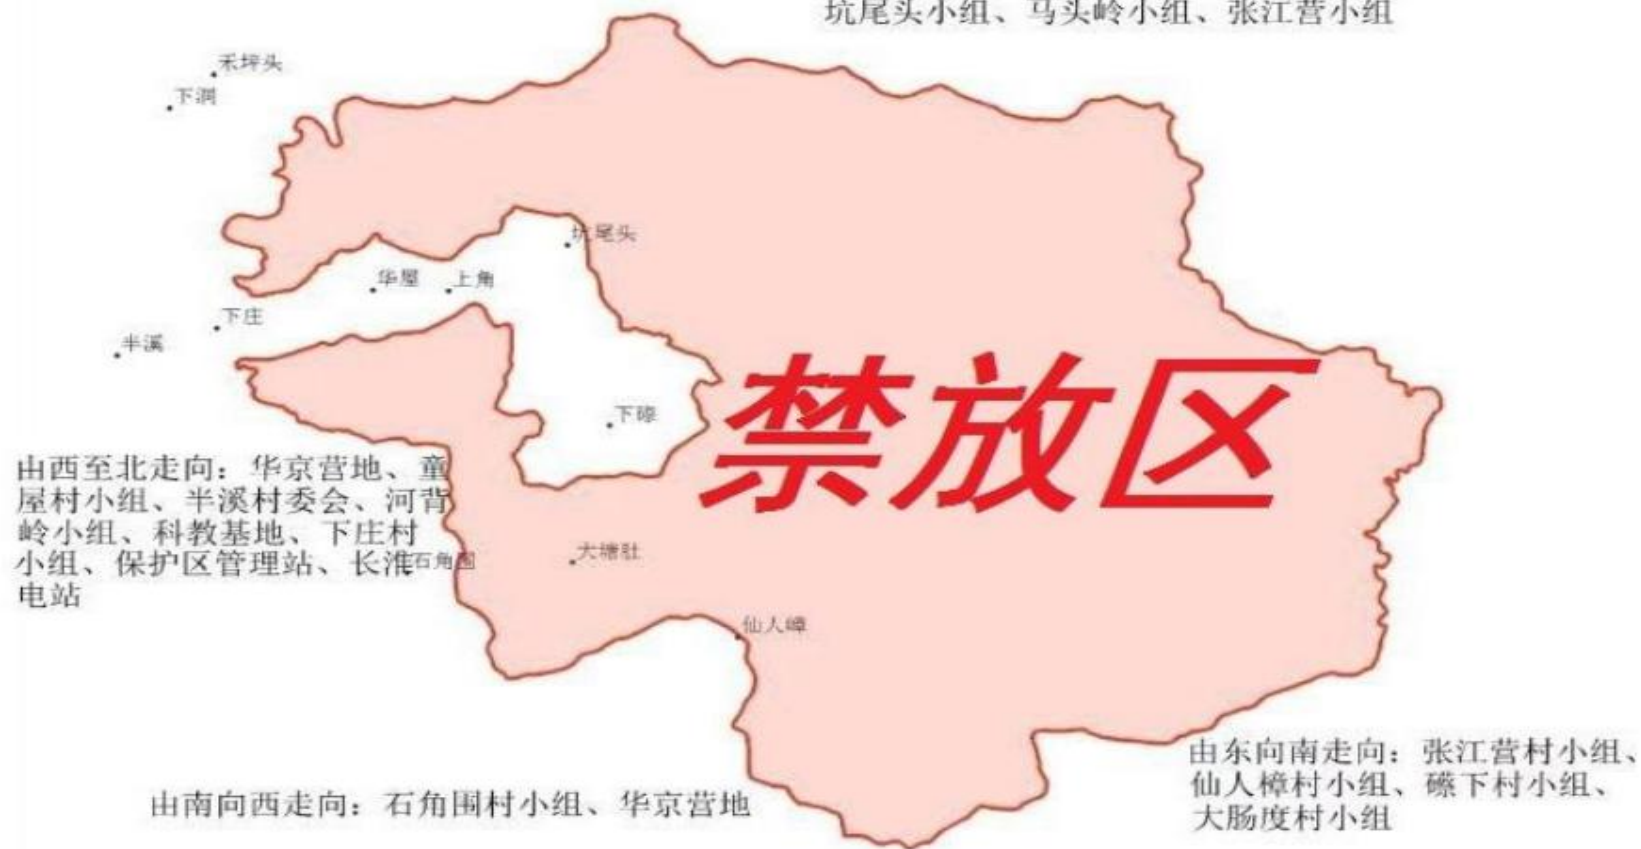 坑尾头小组、马头岭小组、张江营小组
禾坪头
下洞
坑尾头
华屋
上角
下庄
半溪
禁放区
下磜
由西至北走向：华京营地、童
屋村小组、半溪村委会、河背
岭小组、科教基地、下庄村
小组、保护区管理站、长淮
电站
石角围
大塘肚
仙人嶂
由东向南走向：张江营村小组、
仙人樟村小组、磜下村小组、
大肠度村小组
由南向西走向：石角围村小组、华京营地